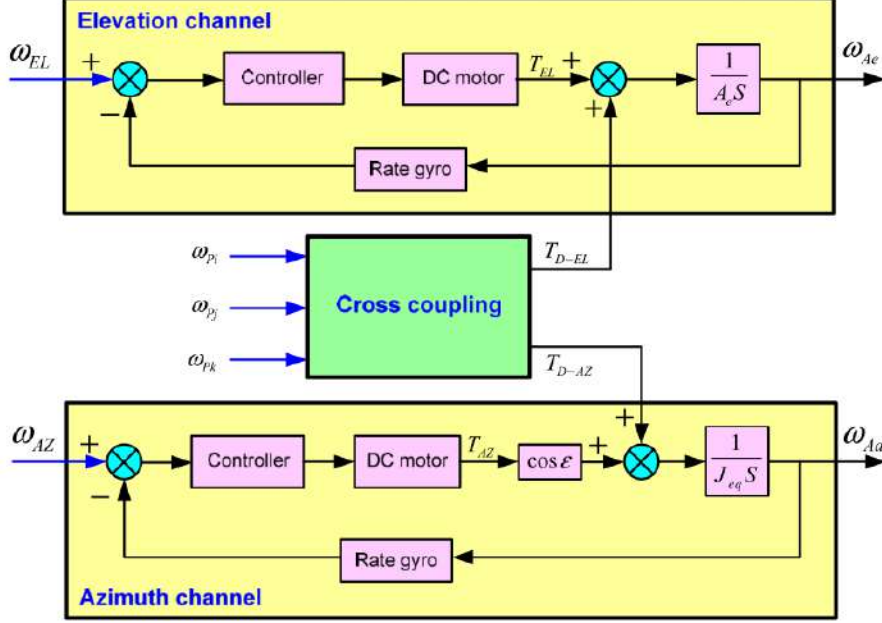 Elevation channel
ω_EL + − Controller DC motor T_EL + + 1/(A_e S) ω_Ae
Rate gyro
ω_Pi T_D−EL
ω_Pj Cross coupling
ω_Pk T_D−AZ
ω_AZ + − Controller DC motor T_AZ cos ε + + 1/(J_eq S) ω_Aa
Rate gyro
Azimuth channel